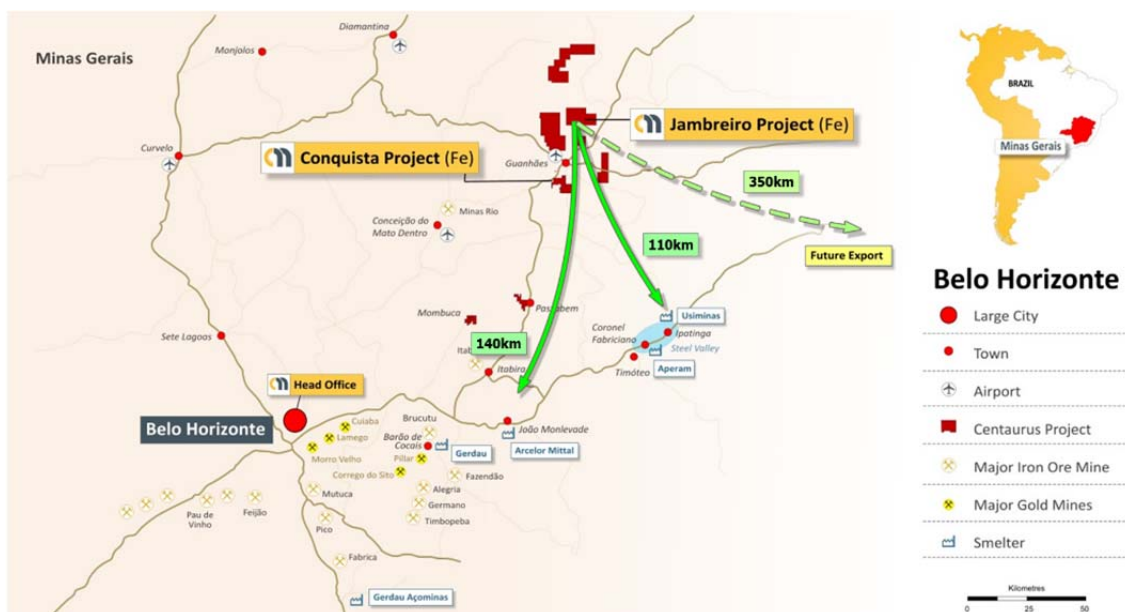 Minas Gerais
Diamantina
Monjolos
Curvelo
Conquista Project (Fe)
Jambreiro Project (Fe)
Guanhães
Minas Rio
Conceição do
Mato Dentro
350km
110km
Future Export
Mombuca
Sete Lagoas
140km
Itabira
Usiminas
Coronel
Fabriciano
Ipatinga
Steel Valley
Timóteo
Aperam
Head Office
Belo Horizonte
Cuiaba
Lamego
Morro Velho
Brucutu
Barão de
Cocais
Gerdau
João Monlevade
Arcelor Mittal
Pillar
Corrego do Sito
Fazendão
Alegria
Germano
Timbopeba
Mutuca
Pau de
Vinho
Feijão
Pico
Fabrica
Gerdau Açominas
BRAZIL
Minas Gerais
Belo Horizonte
Large City
Town
Airport
Centaurus Project
Major Iron Ore Mine
Major Gold Mines
Smelter
Kilometres
0 25 50